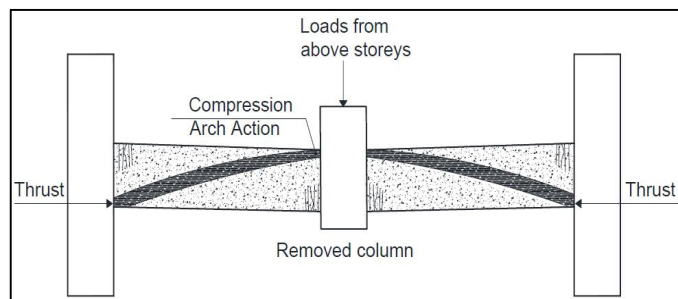 Loads from
above storeys
Compression
Arch Action
Thrust
Thrust
Removed column